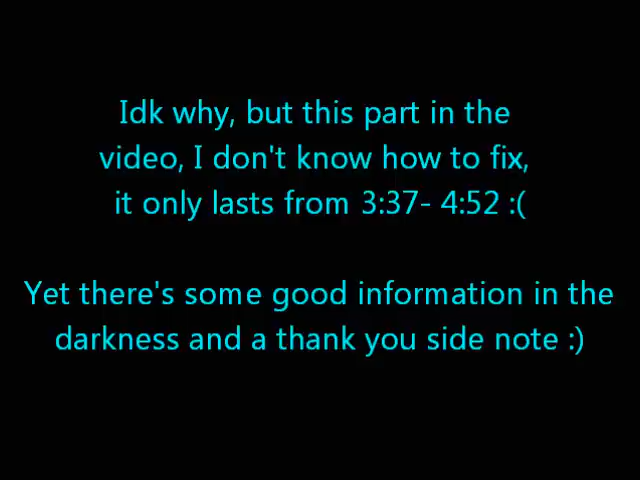 Idk why, but this part in the
video, I don't know how to fix,
it only lasts from 3:37- 4:52 :(
Yet there's some good information in the
darkness and a thank you side note :)